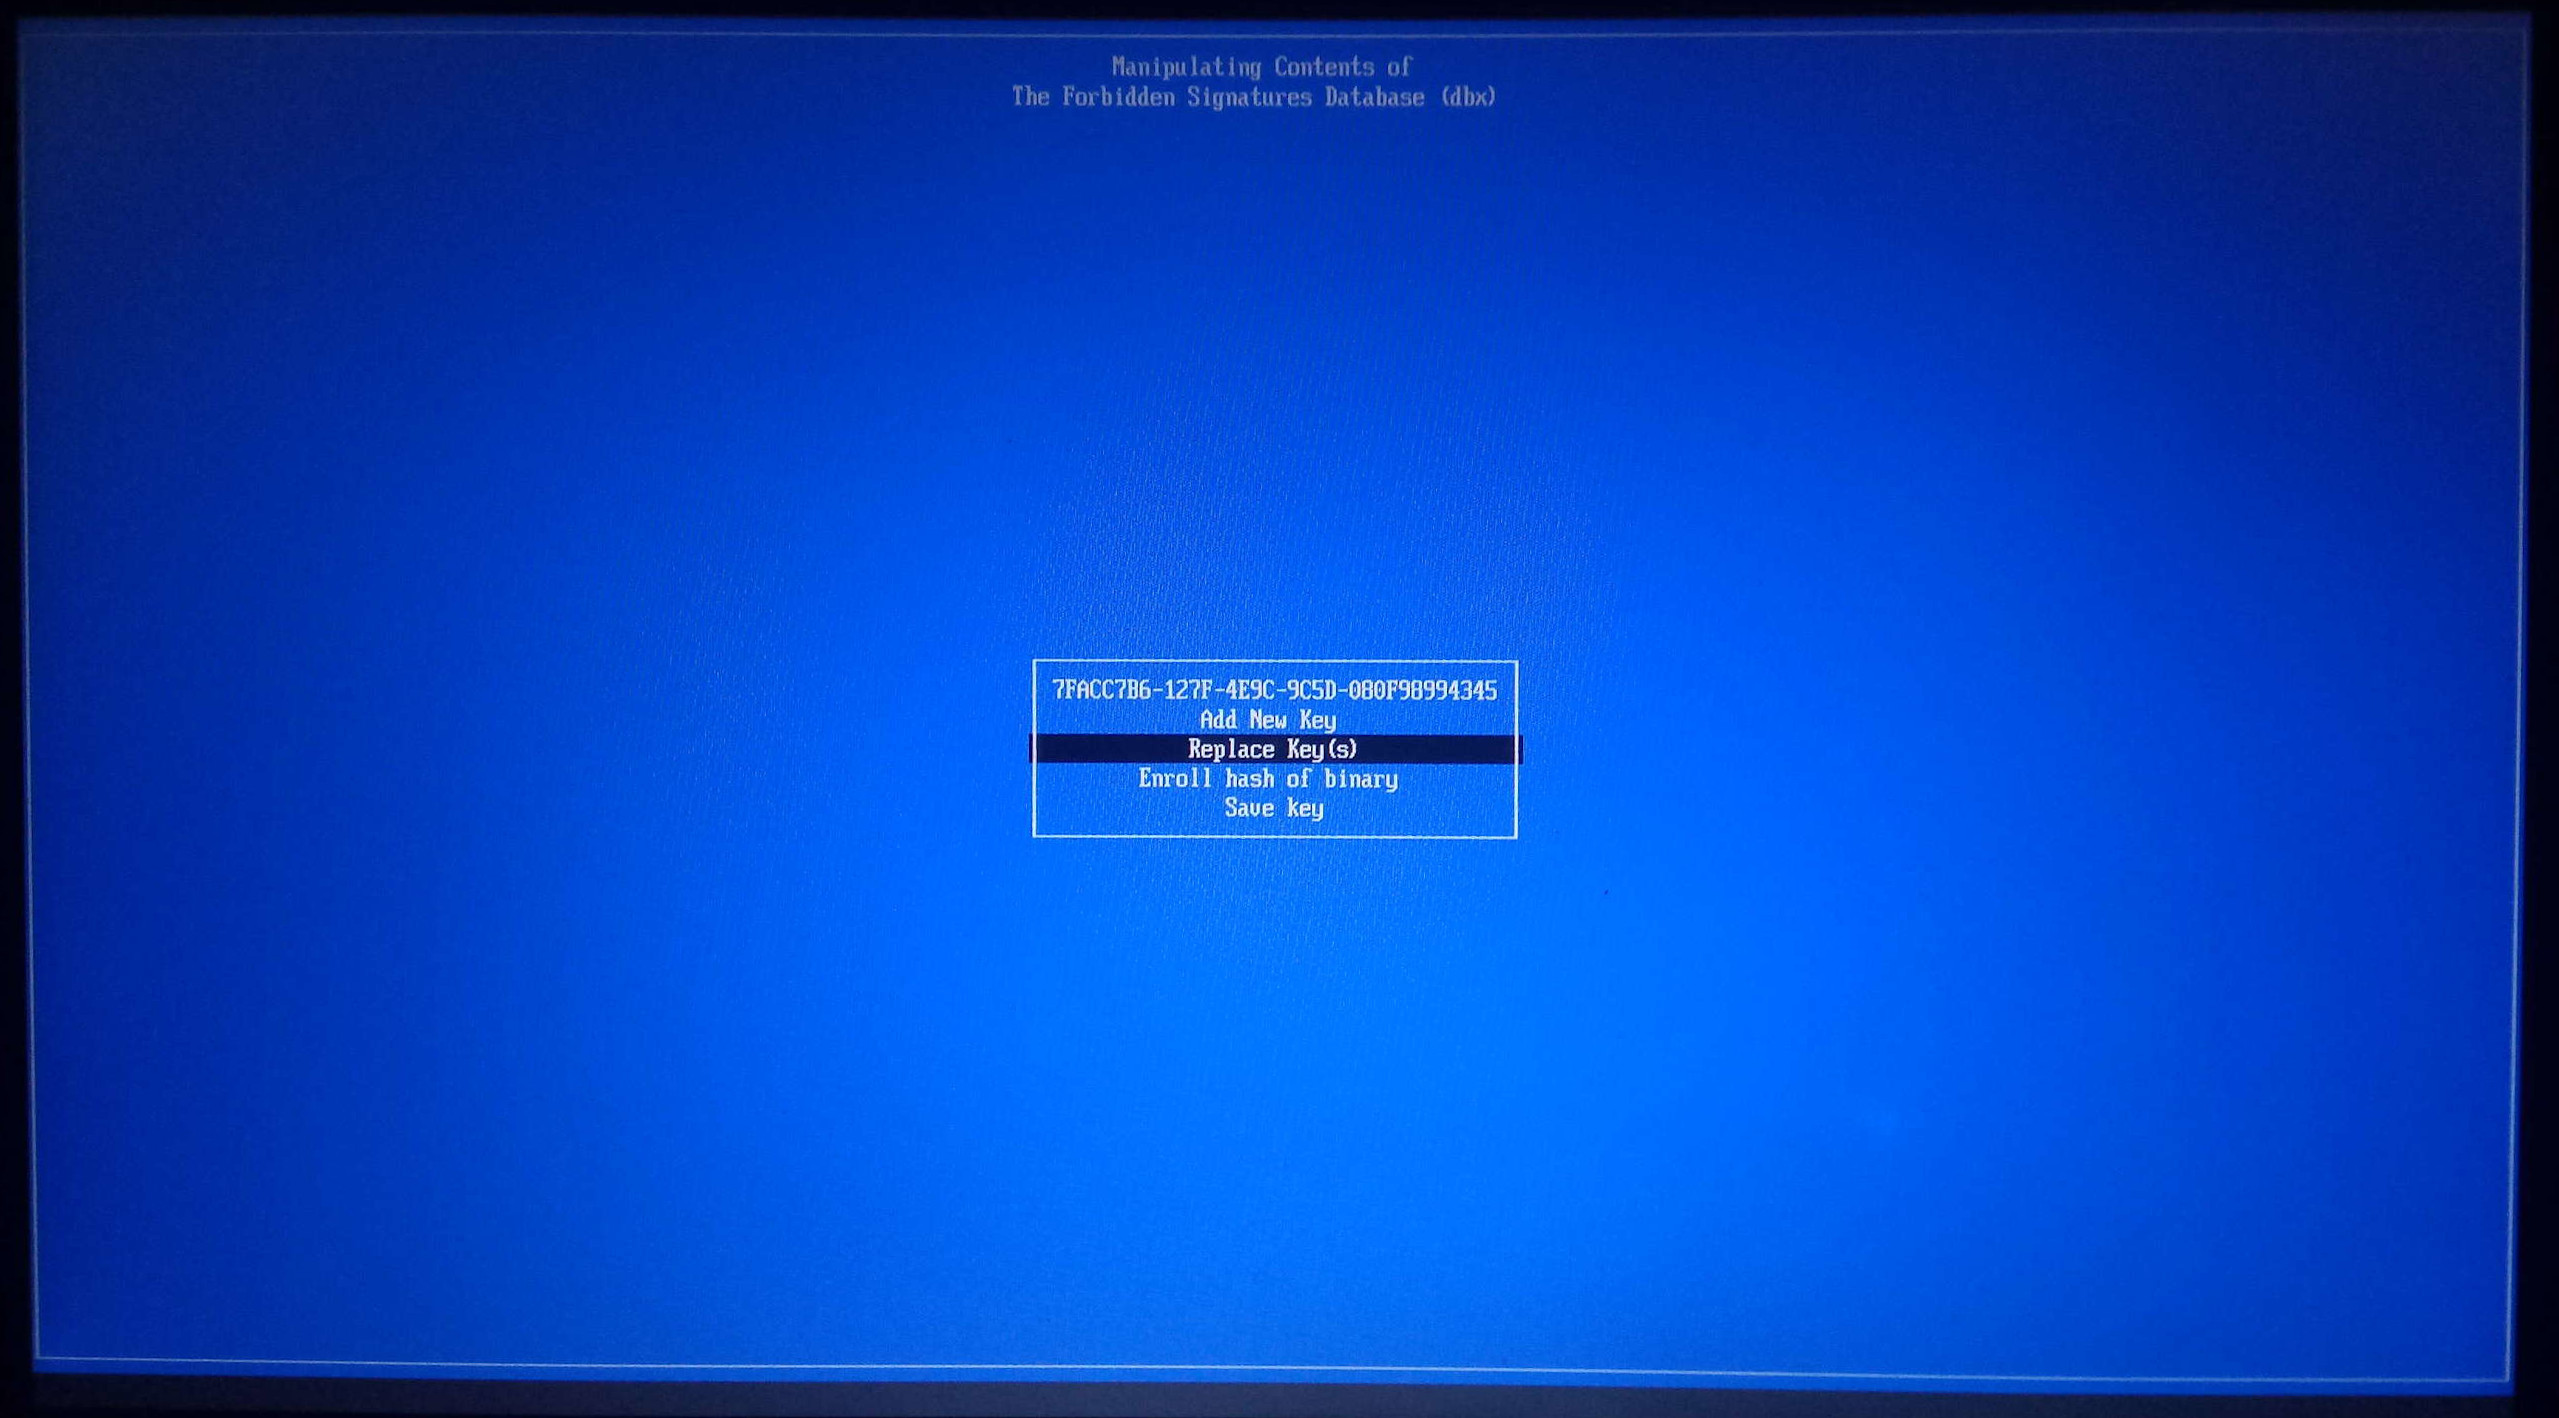 Manipulating Contents of
The Forbidden Signatures Database (dbx)
7FACC7B6-127F-4E9C-9C5D-080F98994345
Add New Key
Replace Key(s)
Enroll hash of binary
Save key